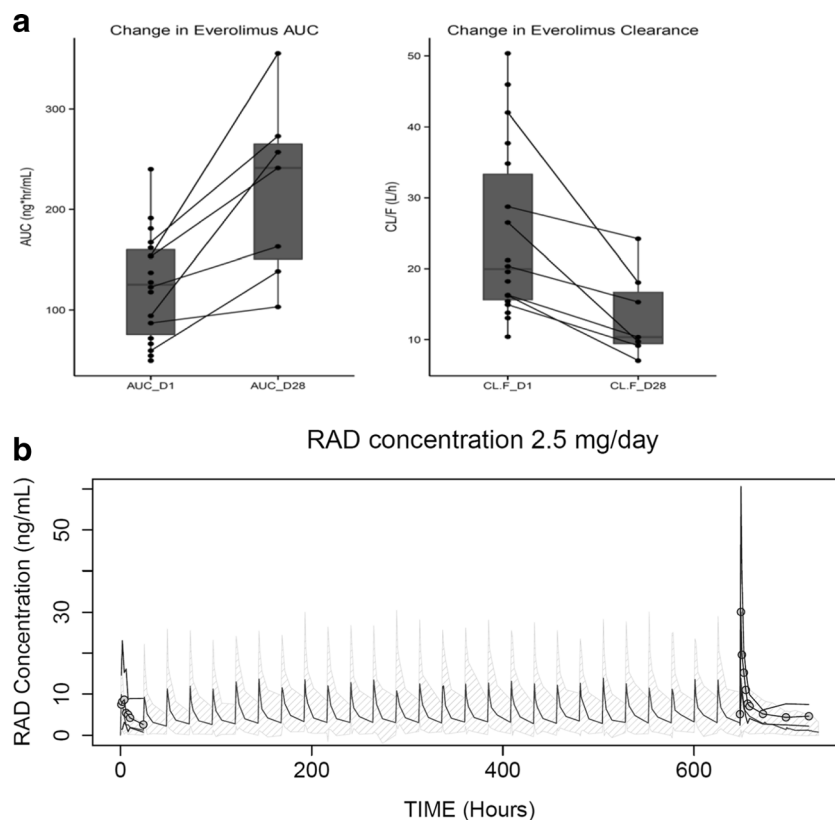 a
Change in Everolimus AUC
Change in Everolimus Clearance
AUC (ng*hr/mL)
300
200
100
AUC_D1
AUC_D28
CL/F (L/h)
50
40
30
20
10
CL.F_D1
CL.F_D28
b
RAD concentration 2.5 mg/day
RAD Concentration (ng/mL)
50
30
10
0
0
200
400
600
TIME (Hours)